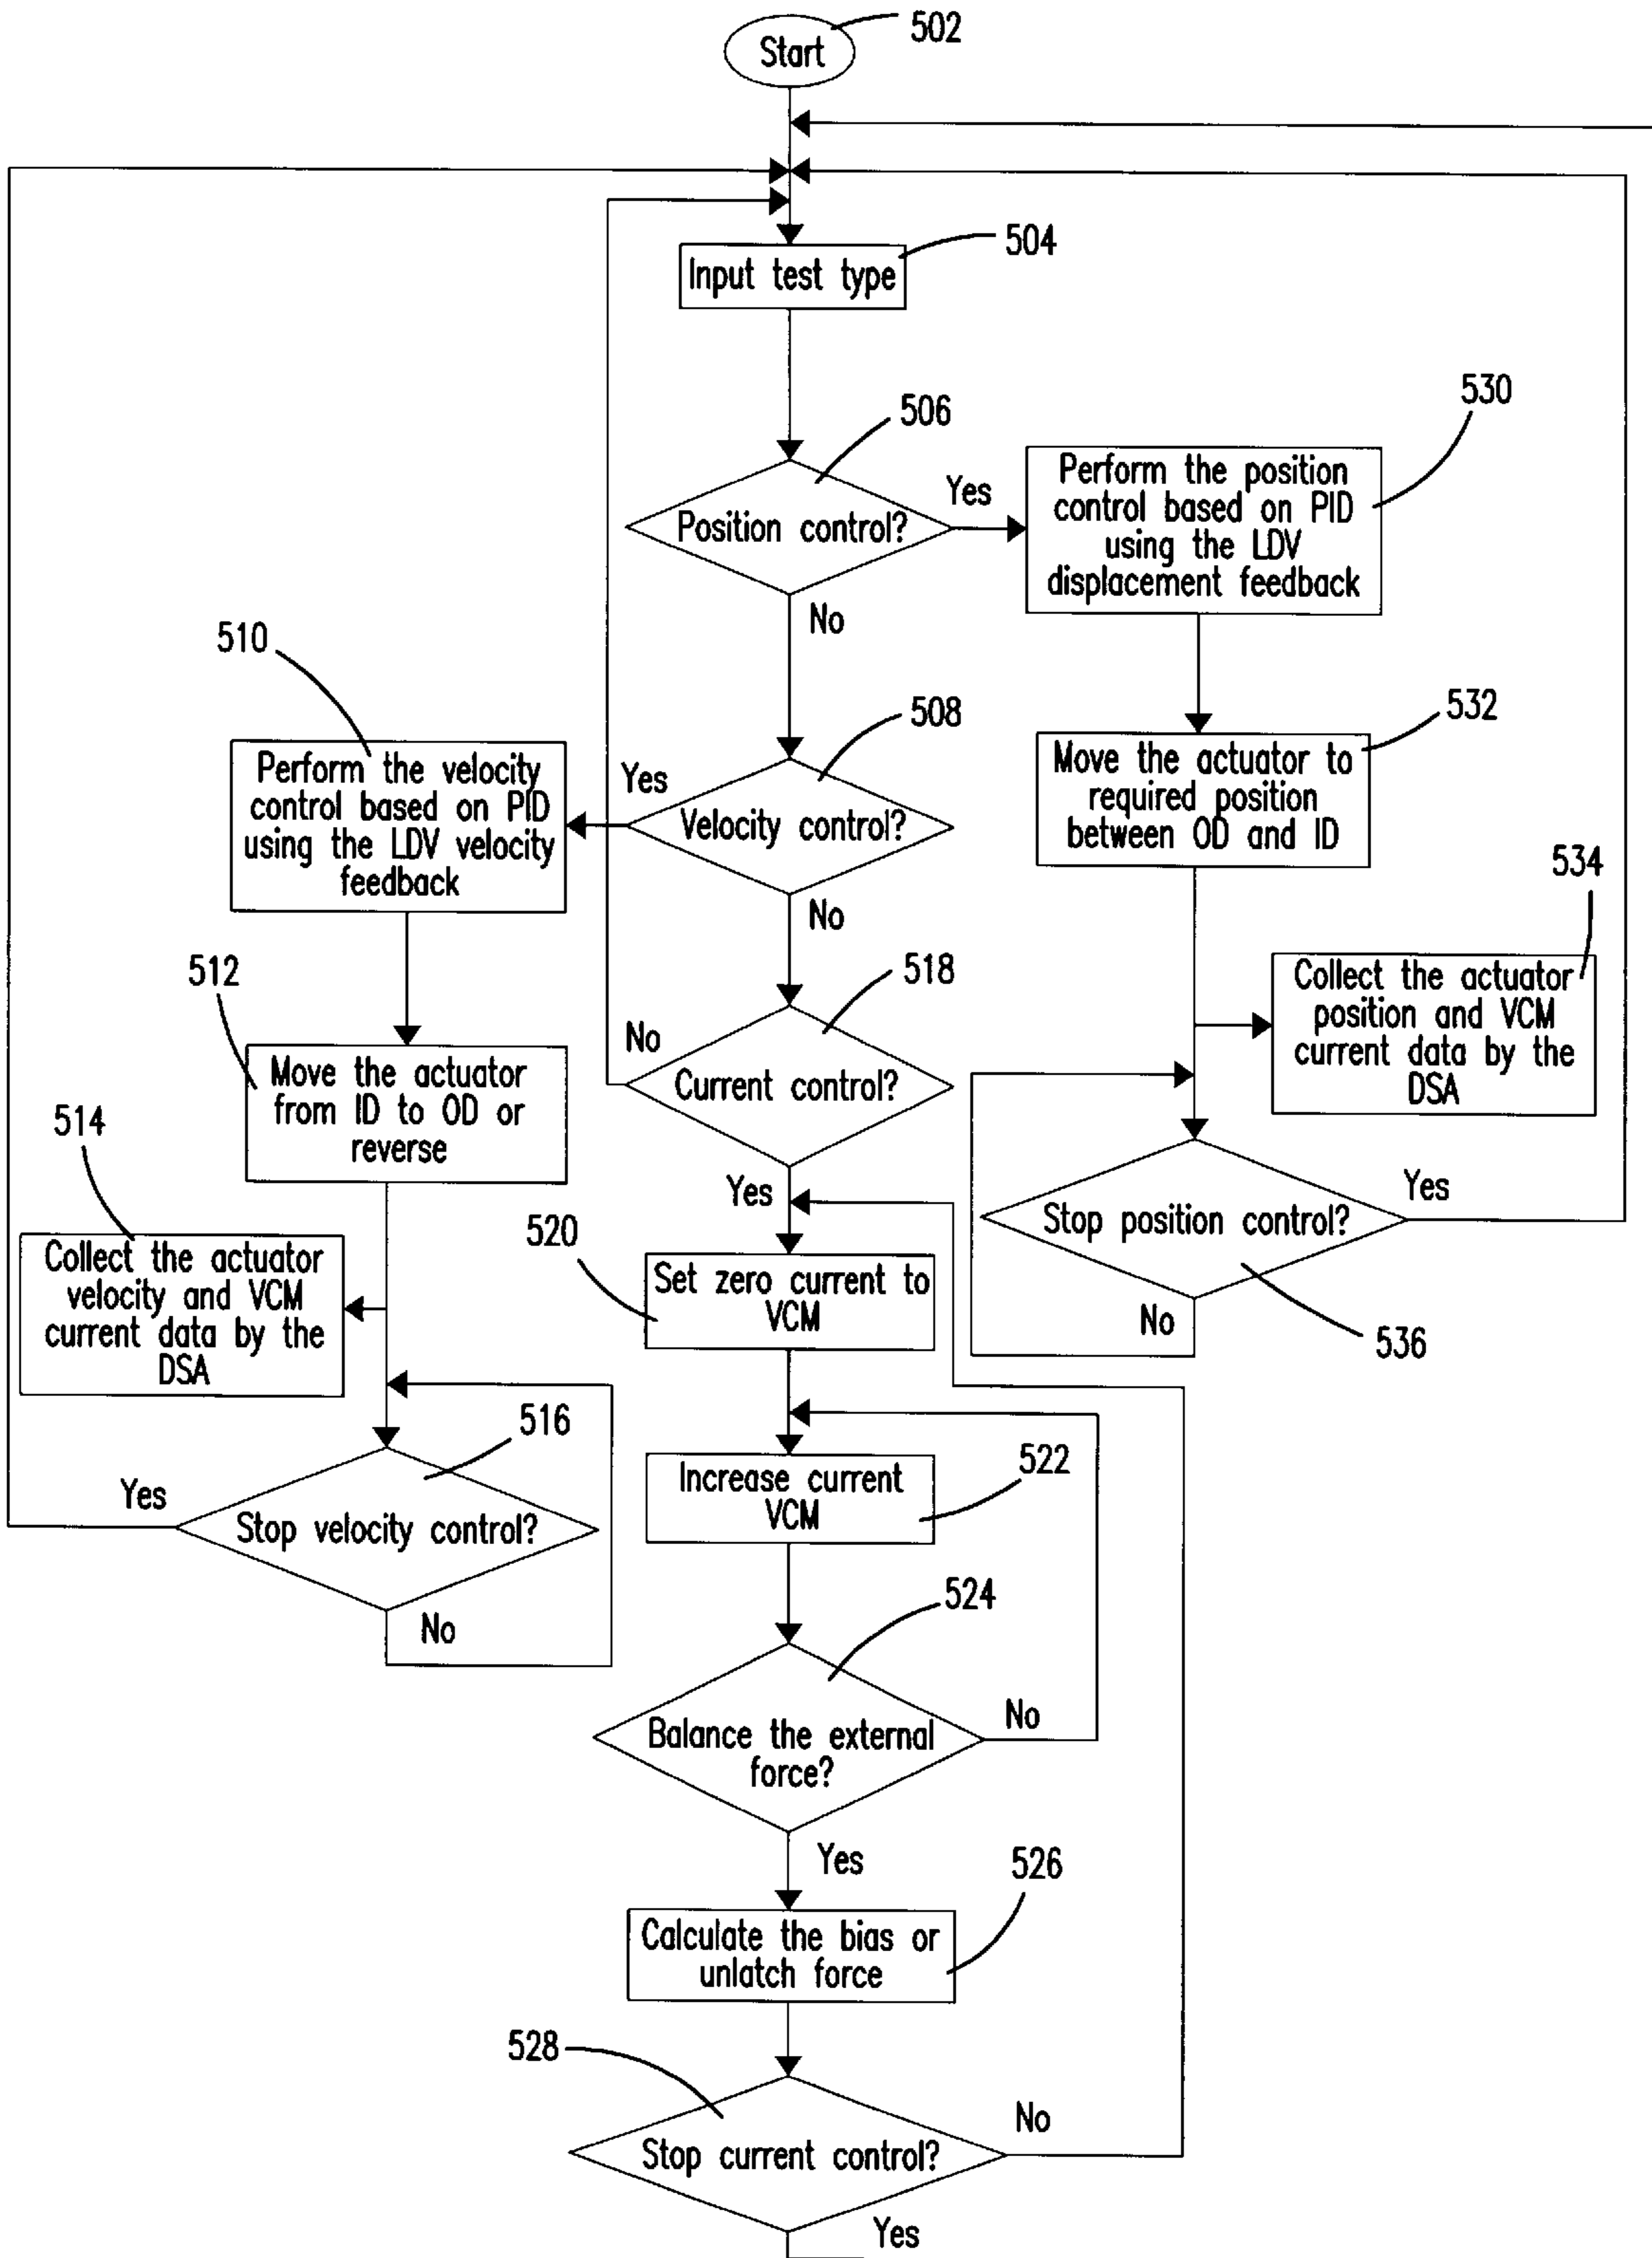 502
Start
504
Input test type
506
Position control?
Yes
No
530
Perform the position
control based on PID
using the LDV
displacement feedback
508
Velocity control?
Yes
No
510
Perform the velocity
control based on PID
using the LDV velocity
feedback
532
Move the actuator to
required position
between OD and ID
534
Collect the actuator
position and VCM
current data by the
DSA
512
Move the actuator
from ID to OD or
reverse
518
Current control?
No
Yes
514
Collect the actuator
velocity and VCM
current data by the
DSA
Stop position control?
Yes
No
536
520
Set zero current to
VCM
516
Stop velocity control?
Yes
No
522
Increase current
VCM
524
Balance the external
force?
No
Yes
526
Calculate the bias or
unlatch force
528
Stop current control?
No
Yes